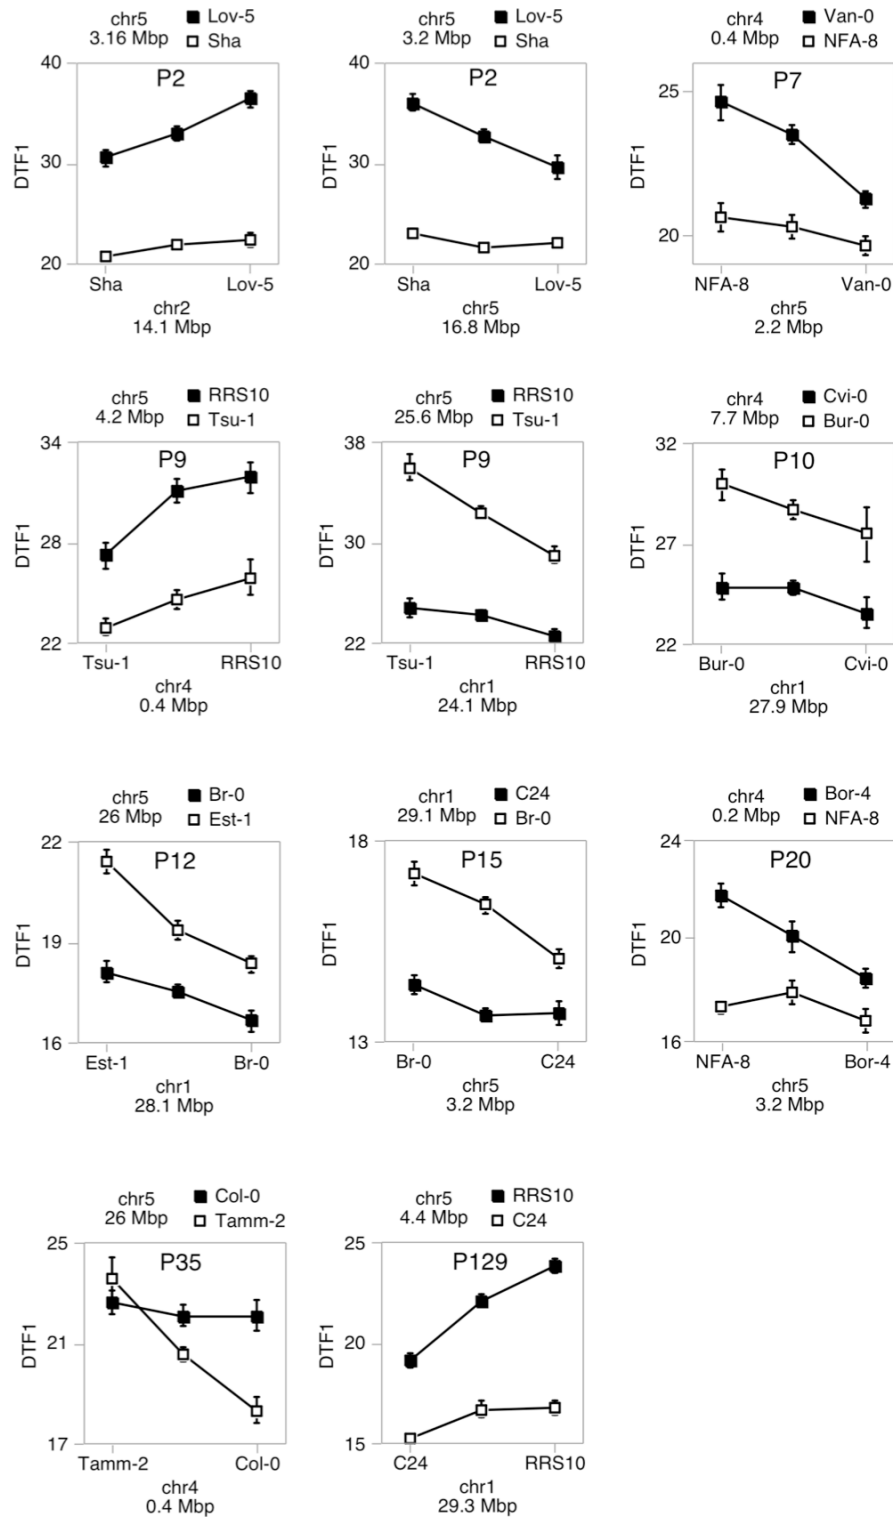 chr5
3.16 Mbp
Lov-5
Sha
P2
DTF1
40
30
20
Sha Lov-5
chr2
14.1 Mbp
chr5
3.2 Mbp
Lov-5
Sha
P2
DTF1
40
30
20
Sha Lov-5
chr5
16.8 Mbp
chr4
0.4 Mbp
Van-0
NFA-8
P7
DTF1
25
20
NFA-8 Van-0
chr5
2.2 Mbp
chr5
4.2 Mbp
RRS10
Tsu-1
P9
DTF1
34
28
22
Tsu-1 RRS10
chr4
0.4 Mbp
chr5
25.6 Mbp
RRS10
Tsu-1
P9
DTF1
38
30
22
Tsu-1 RRS10
chr1
24.1 Mbp
chr4
7.7 Mbp
Cvi-0
Bur-0
P10
DTF1
32
27
22
Bur-0 Cvi-0
chr1
27.9 Mbp
chr5
26 Mbp
Br-0
Est-1
P12
DTF1
22
19
16
Est-1 Br-0
chr1
28.1 Mbp
chr1
29.1 Mbp
C24
Br-0
P15
DTF1
18
13
Br-0 C24
chr5
3.2 Mbp
chr4
0.2 Mbp
Bor-4
NFA-8
P20
DTF1
24
20
16
NFA-8 Bor-4
chr5
3.2 Mbp
chr5
26 Mbp
Col-0
Tamm-2
P35
DTF1
25
21
17
Tamm-2 Col-0
chr4
0.4 Mbp
chr5
4.4 Mbp
RRS10
C24
P129
DTF1
25
20
15
C24 RRS10
chr1
29.3 Mbp